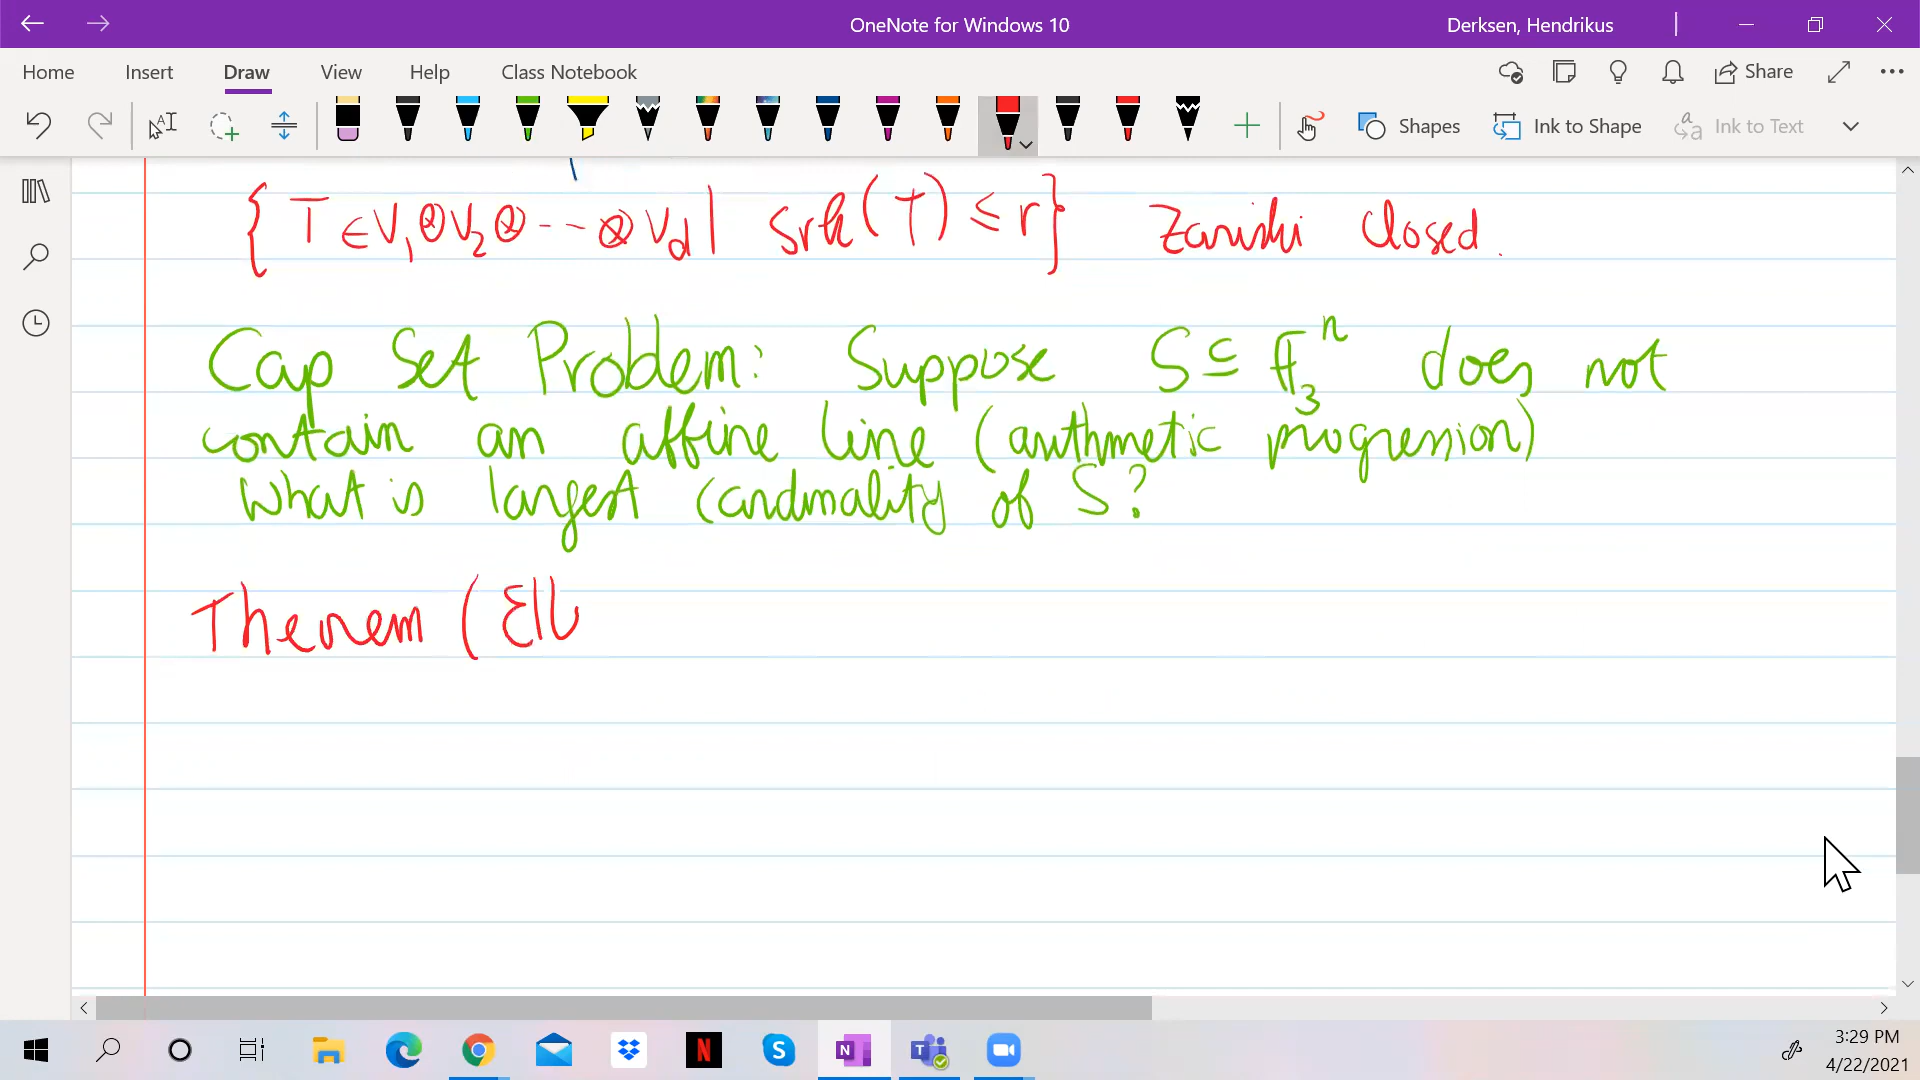 OneNote for Windows 10
Derksen, Hendrikus
Home Insert Draw View Help Class Notebook Share
Shapes Ink to Shape Ink to Text
{ T ∈ V₁⊗V₂⊗---⊗V_d | Srk(T) ≤ r } Zariski Closed.
Cap Set Problem: Suppose S ⊆ 𝔽₃ⁿ does not
contain an affine line (arithmetic progression)
What is largest cardinality of S?
Theorem ( Ell
3:29 PM
4/22/2021